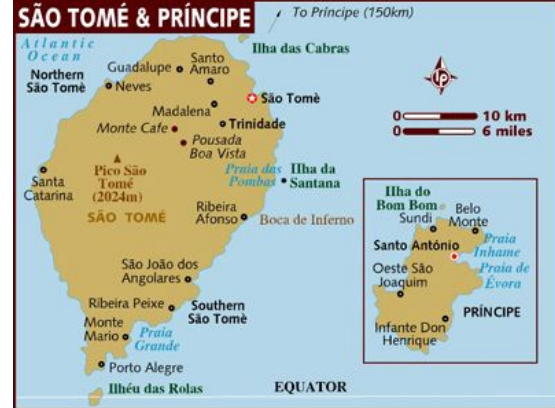 SÃO TOMÉ & PRÍNCIPE
To Príncipe (150km)
Atlantic
Ocean
Ilha das Cabras
Guadalupe
Santo
Amaro
Northern
São Tomè
Neves
São Tomè
Madalena
Trinidade
Monte Cafe
Pousada
Boa Vista
LP
0 10 km
0 6 miles
Pico São
Tomé
(2024m)
Praia das
Pombas
Ilha da
Santana
Santa
Catarina
SÃO TOMÉ
Ribeira
Afonso
Boca de Inferno
Ilha do
Bom Bom
Sundi
Belo
Monte
Santo António
Praia
Inhame
Praia de
Évora
Oeste São
Joaquim
PRÍNCIPE
Infante Don
Henrique
São João dos
Angolares
Ribeira Peixe
Southern
São Tomè
Monte
Mario
Praia
Grande
Porto Alegre
Ilhéu das Rolas
EQUATOR